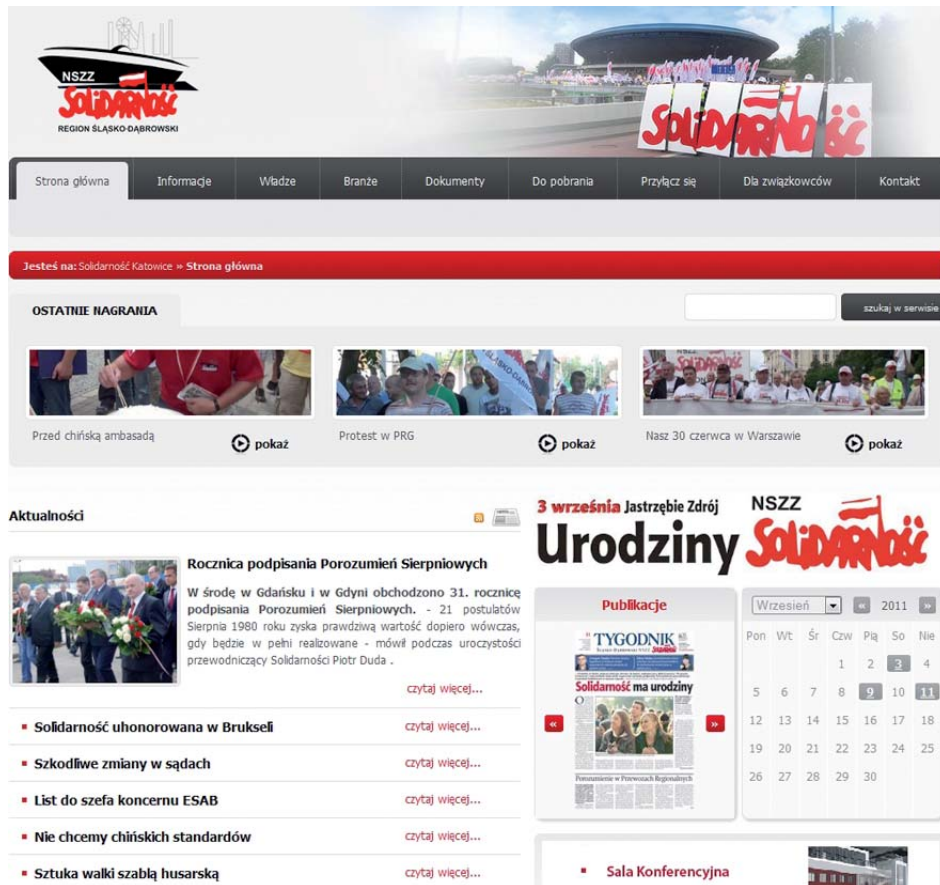 NSZZ
SOLIDARNOŚĆ
REGION ŚLĄSKO-DĄBROWSKI
SOLIDARNOŚĆ
Strona główna
Informacje
Władze
Branże
Dokumenty
Do pobrania
Przyłącz się
Dla związkowców
Kontakt
Jesteś na: Solidarność Katowice » Strona główna
OSTATNIE NAGRANIA
szukaj w serwisie
Przed chińską ambasadą
pokaż
Protest w PRG
pokaż
Nasz 30 czerwca w Warszawie
pokaż
Aktualności
Rocznica podpisania Porozumień Sierpniowych
W środę w Gdańsku i w Gdyni obchodzono 31. rocznicę
podpisania Porozumień Sierpniowych. - 21 postulatów
Sierpnia 1980 roku zyska prawdziwą wartość dopiero wówczas,
gdy będzie w pełni realizowane - mówił podczas uroczystości
przewodniczący Solidarności Piotr Duda .
czytaj więcej...
Solidarność uhonorowana w Brukseli czytaj więcej...
Szkodliwe zmiany w sądach czytaj więcej...
List do szefa koncernu ESAB czytaj więcej...
Nie chcemy chińskich standardów czytaj więcej...
Sztuka walki szablą husarską czytaj więcej...
3 września Jastrzębie Zdrój
Urodziny
NSZZ
SOLIDARNOŚĆ
Publikacje
TYGODNIK
Solidarność ma urodziny
Porozumienie w Przewozach Regionalnych
Wrzesień « 2011 »
Pon Wt Śr Czw Pią So Nie
1 2 3 4
5 6 7 8 9 10 11
12 13 14 15 16 17 18
19 20 21 22 23 24 25
26 27 28 29 30
Sala Konferencyjna